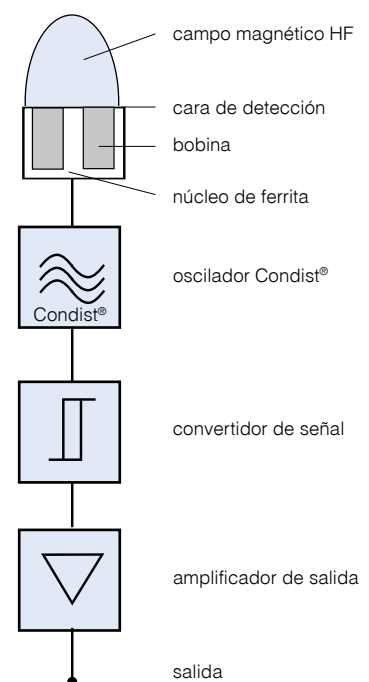 campo magnético HF
cara de detección
bobina
núcleo de ferrita
oscilador Condist®
Condist®
convertidor de señal
amplificador de salida
salida